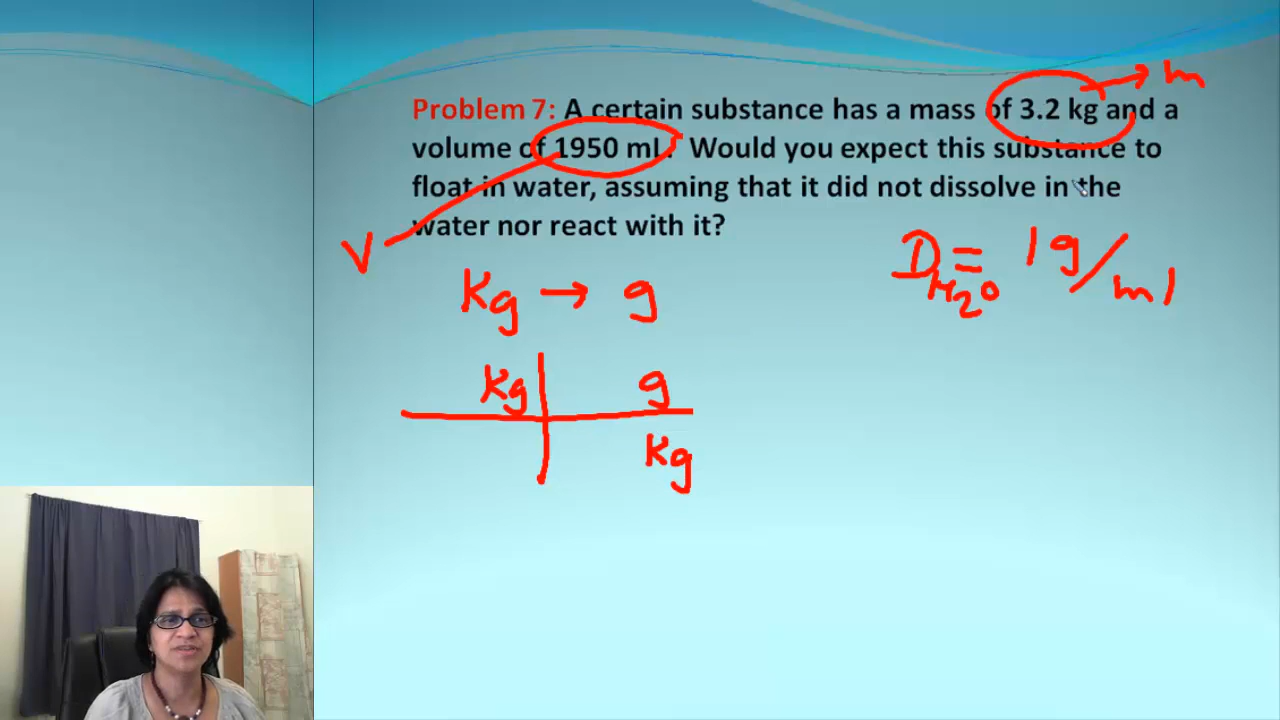 Problem 7: A certain substance has a mass of 3.2 kg and a
volume of 1950 mL. Would you expect this substance to
float in water, assuming that it did not dissolve in the
water nor react with it?
m
V
D H2O = 1g/ml
Kg → g
Kg g
Kg